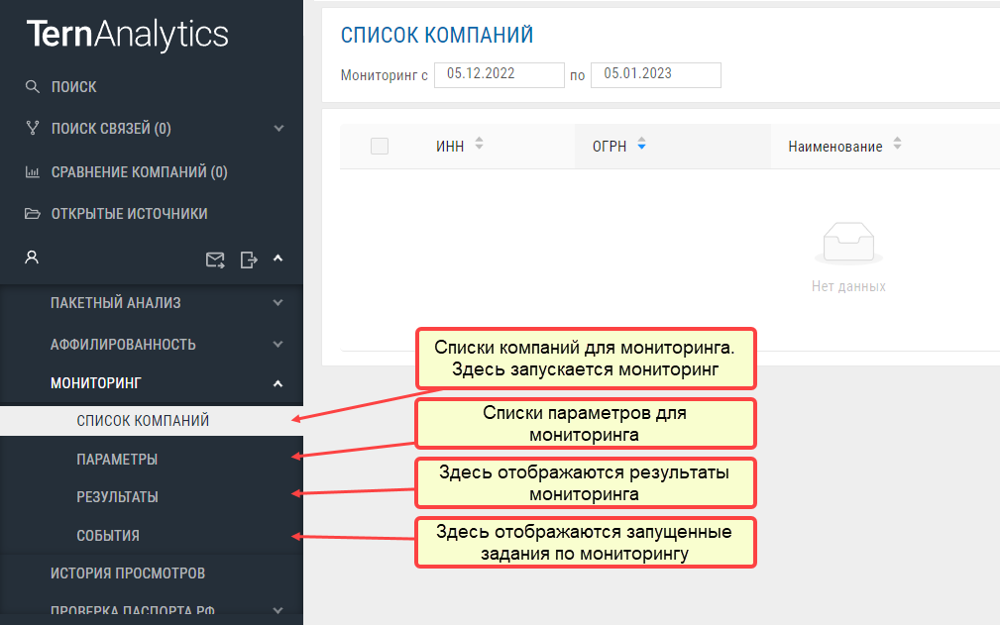 TernAnalytics
ПОИСК
ПОИСК СВЯЗЕЙ (0)
СРАВНЕНИЕ КОМПАНИЙ (0)
ОТКРЫТЫЕ ИСТОЧНИКИ
ПАКЕТНЫЙ АНАЛИЗ
АФФИЛИРОВАННОСТЬ
МОНИТОРИНГ
СПИСОК КОМПАНИЙ
ПАРАМЕТРЫ
РЕЗУЛЬТАТЫ
СОБЫТИЯ
ИСТОРИЯ ПРОСМОТРОВ
ПРОВЕРКА ПАСПОРТА РФ
СПИСОК КОМПАНИЙ
Мониторинг с 05.12.2022 по 05.01.2023
ИНН ОГРН Наименование
Нет данных
Списки компаний для мониторинга.
Здесь запускается мониторинг
Списки параметров для
мониторинга
Здесь отображаются результаты
мониторинга
Здесь отображаются запущенные
задания по мониторингу